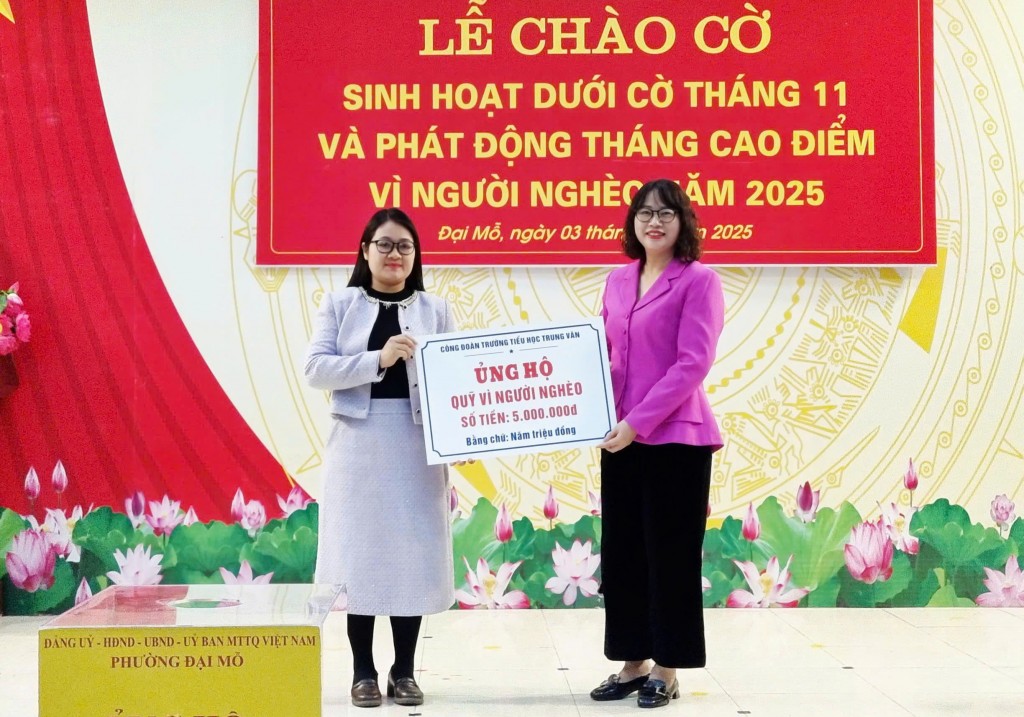 LỄ CHÀO CỜ
SINH HOẠT DƯỚI CỜ THÁNG 11
VÀ PHÁT ĐỘNG THÁNG CAO ĐIỂM
VÌ NGƯỜI NGHÈO NĂM 2025
Đại Mỗ, ngày 03 thán 2025
CÔNG ĐOÀN TRƯỜNG TIỂU HỌC TRUNG VĂN
ỦNG HỘ
QUỸ VÌ NGƯỜI NGHÈO
SỐ TIỀN: 5.000.000đ
Bằng chữ: Năm triệu đồng
ĐẢNG UỶ - HĐND - UBND - UỶ BAN MTTQ VIỆT NAM
PHƯỜNG ĐẠI MỖ